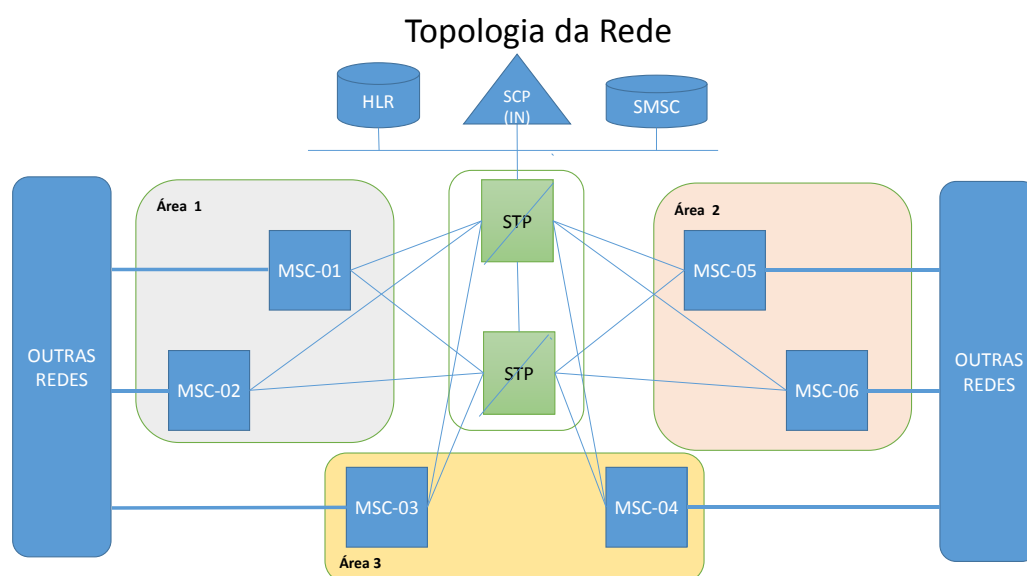 Topologia da Rede
HLR
SCP
(IN)
SMSC
Área 1
STP
Área 2
MSC-01
MSC-05
OUTRAS
REDES
MSC-02
STP
MSC-06
OUTRAS
REDES
MSC-03
MSC-04
Área 3